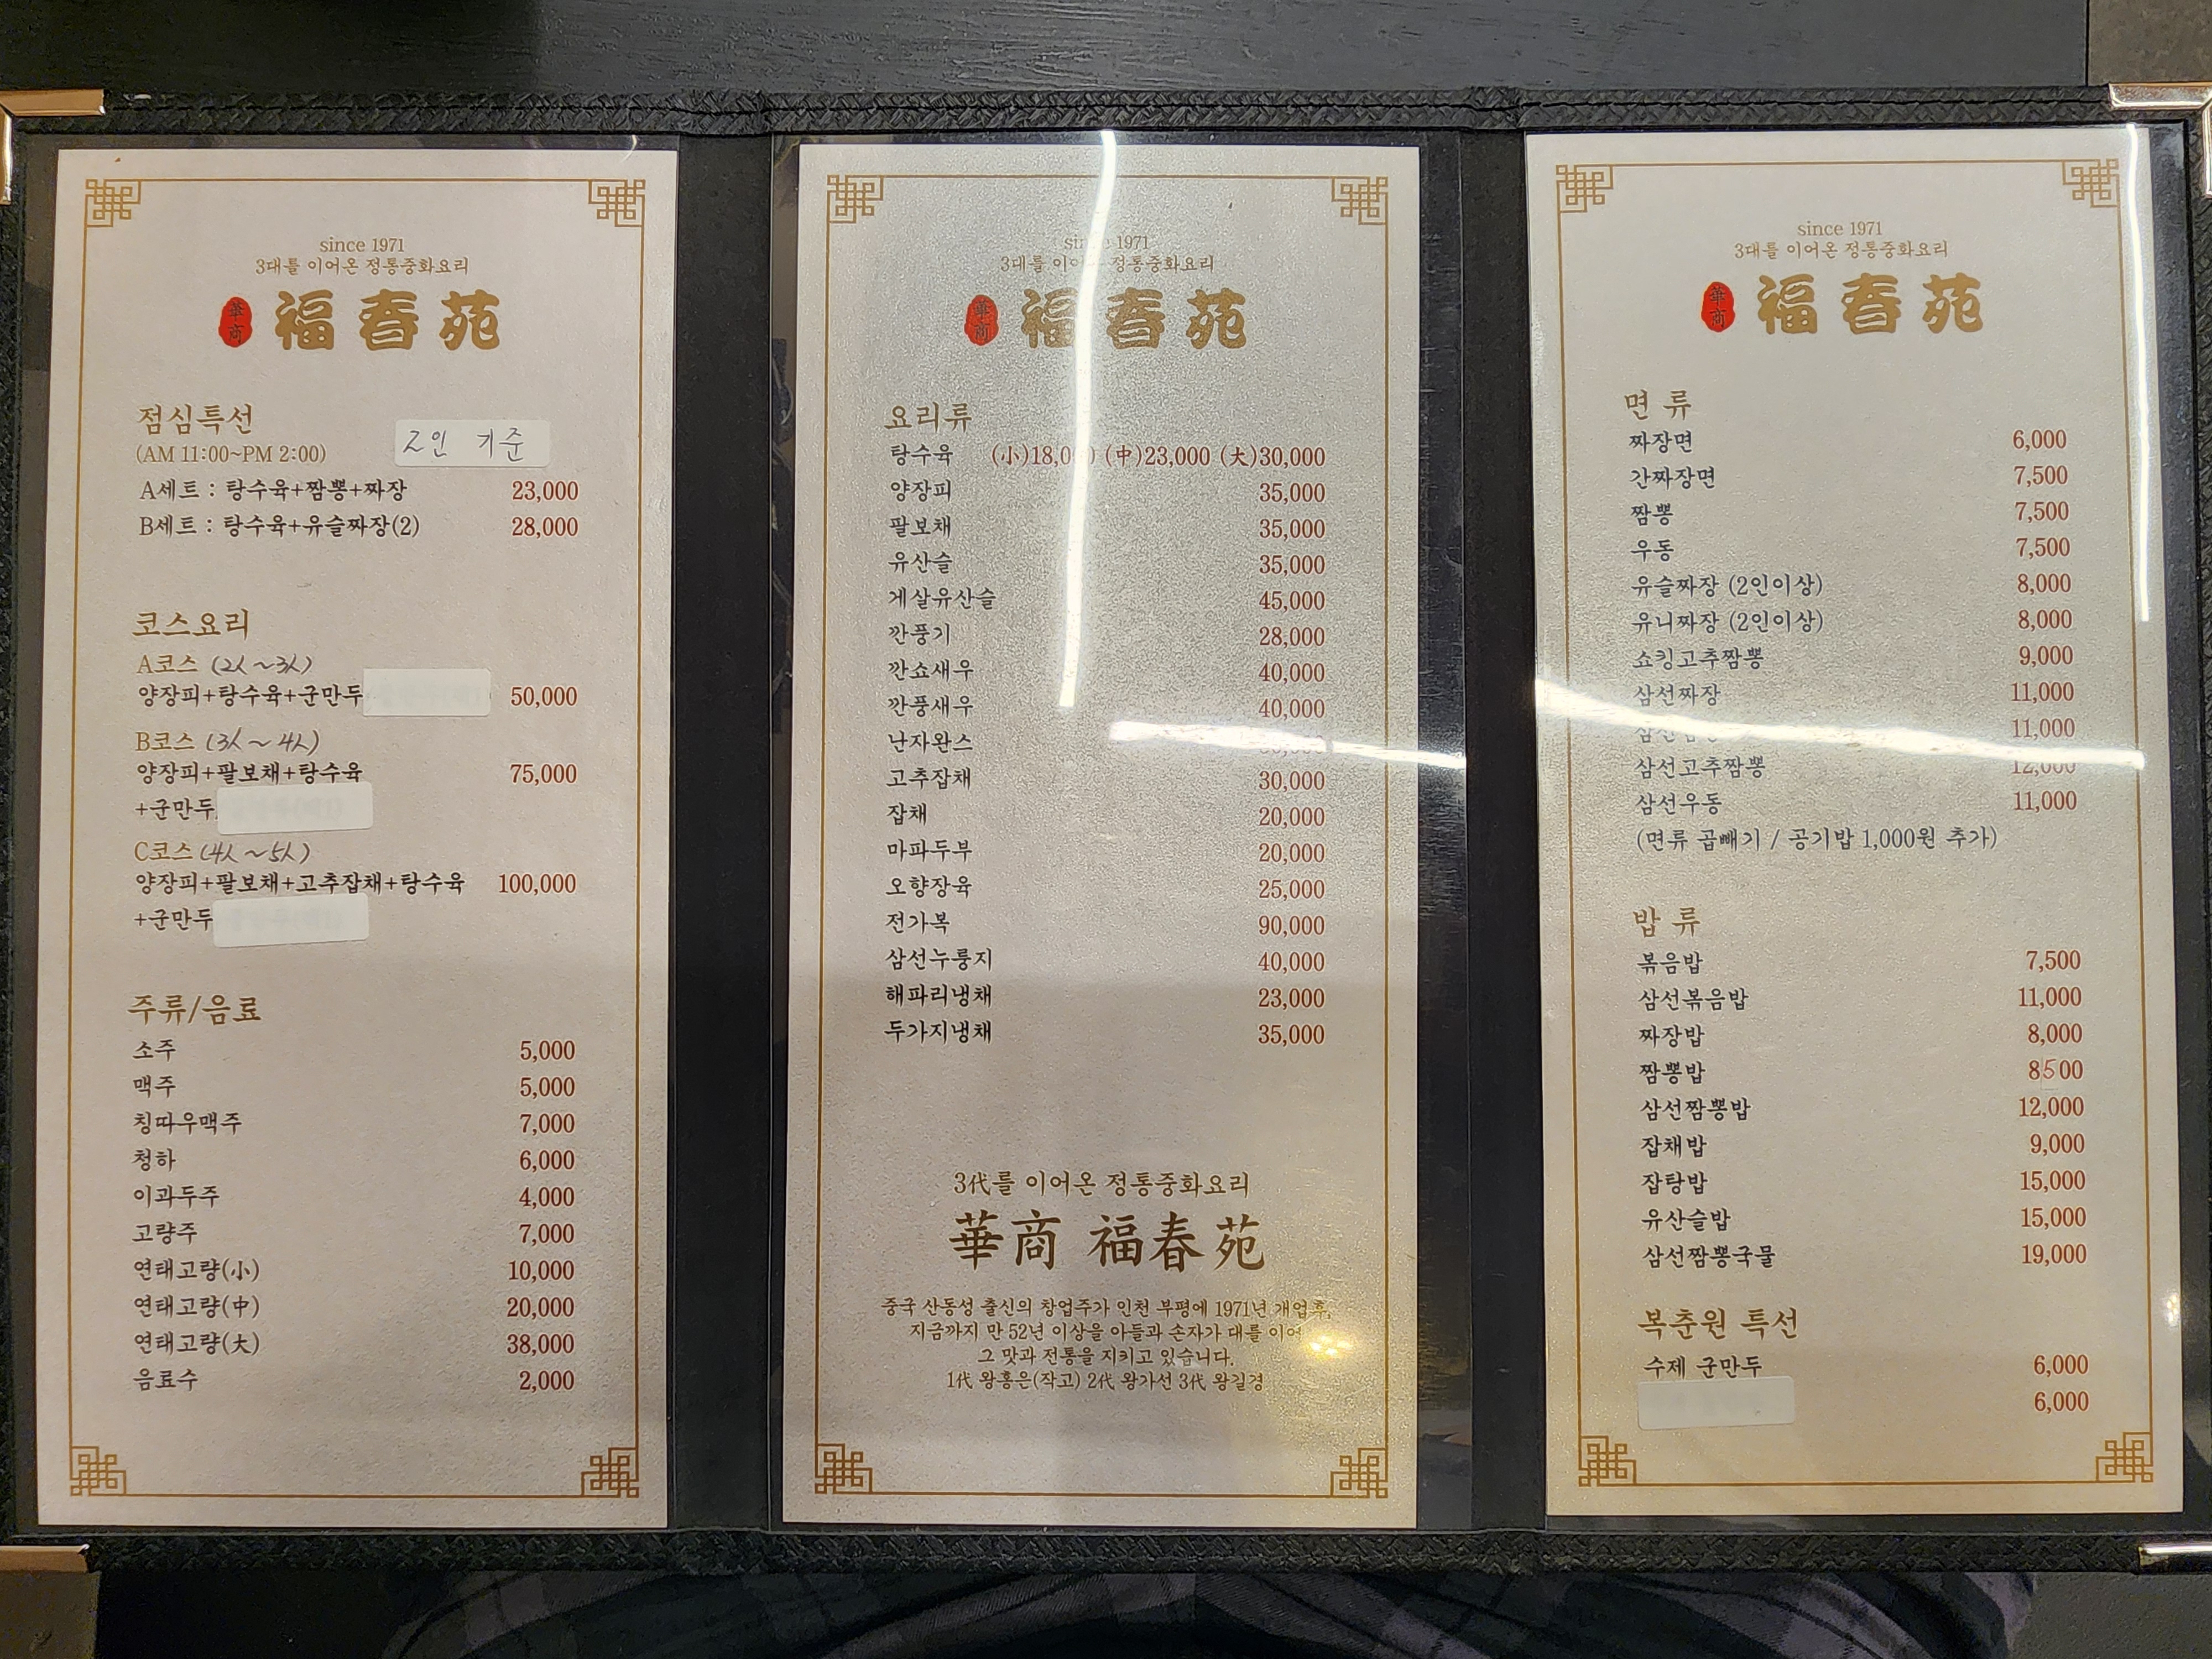 since 1971
3대를 이어온 정통중화요리
華商 福春苑
점심특선
(AM 11:00~PM 2:00) 2인 기준
A세트 : 탕수육+짬뽕+짜장 23,000
B세트 : 탕수육+유슬짜장(2) 28,000
코스요리
A코스 (2人~3人)
양장피+탕수육+군만두 50,000
B코스 (3人~4人)
양장피+팔보채+탕수육 75,000
+군만두
C코스 (4人~5人)
양장피+팔보채+고추잡채+탕수육 100,000
+군만두
주류/음료
소주 5,000
맥주 5,000
칭따우맥주 7,000
청하 6,000
이과두주 4,000
고량주 7,000
연태고량(小) 10,000
연태고량(中) 20,000
연태고량(大) 38,000
음료수 2,000
1971
정통중화요리
華商 福春苑
요리류
탕수육 (中)23,000 (大)30,000
양장피 35,000
팔보채 35,000
유산슬 35,000
게살유산슬 45,000
깐풍기 28,000
깐쇼새우 40,000
깐풍새우 40,000
난자완스
고추잡채 30,000
잡채 20,000
마파두부 20,000
오향장육 25,000
전가복 90,000
삼선누룽지 40,000
해파리냉채 23,000
두가지냉채 35,000
3代를 이어온 정통중화요리
華商 福春苑
중국 산동성 출신의 창업주가 인천 부평에 1971년 개업후,
지금까지 만 52년 이상을 아들과 손자가 대를 이어
그 맛과 전통을 지키고 있습니다.
1代 왕홍은(작고) 2代 왕가선 3代 왕길경
since 1971
3대를 이어온 정통중화요리
華商 福春苑
면 류
짜장면 6,000
간짜장면 7,500
짬뽕 7,500
우동 7,500
유슬짜장 (2인이상) 8,000
유니짜장 (2인이상) 8,000
쇼킹고추짬뽕 9,000
삼선짜장 11,000
11,000
삼선고추짬뽕 12,000
삼선우동 11,000
(면류 곱빼기 / 공기밥 1,000원 추가)
밥 류
볶음밥 7,500
삼선볶음밥 11,000
짜장밥 8,000
짬뽕밥 8500
삼선짬뽕밥 12,000
잡채밥 9,000
잡탕밥 15,000
유산슬밥 15,000
삼선짬뽕국물 19,000
복춘원 특선
수제 군만두 6,000
6,000